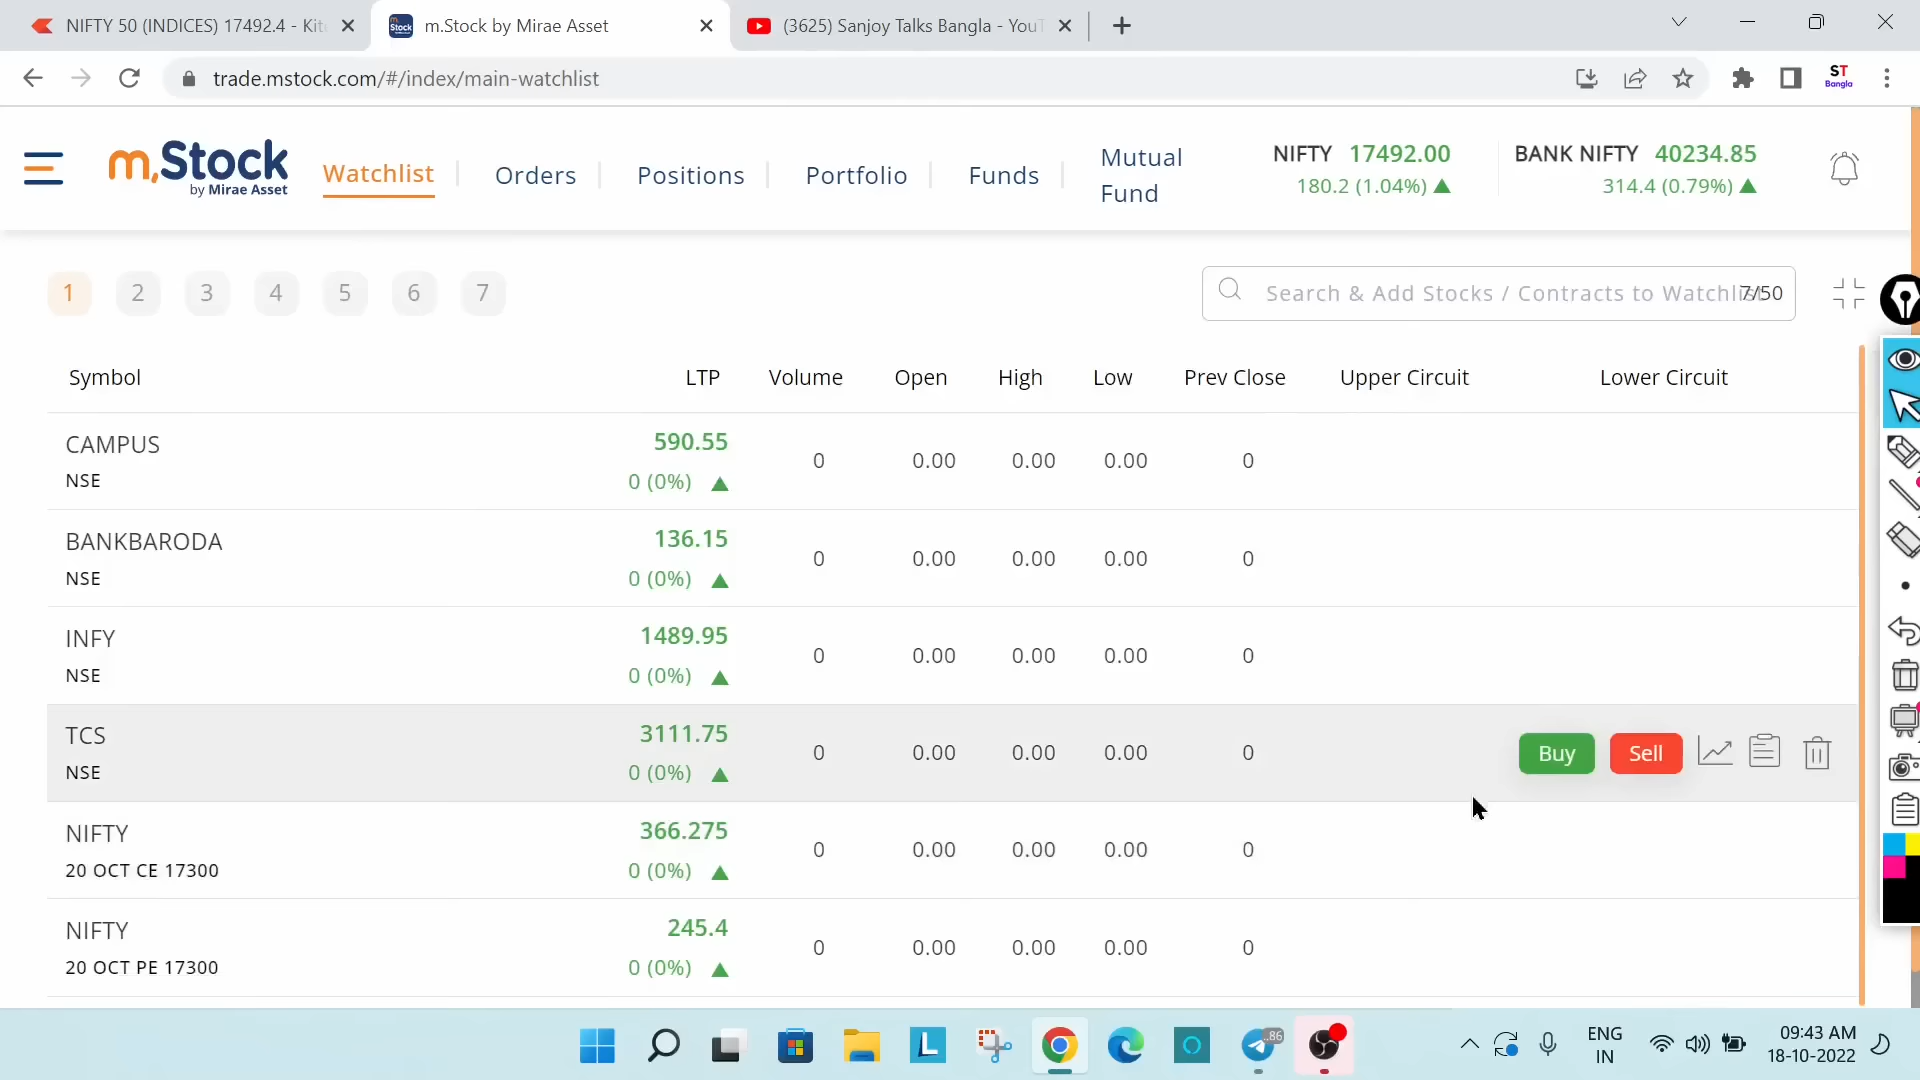 NIFTY 50 (INDICES) 17492.4 - Kit
m.Stock by Mirae Asset
(3625) Sanjoy Talks Bangla - YouT
trade.mstock.com/#/index/main-watchlist
ST
Bangla
m.Stock
by Mirae Asset
Watchlist
Orders
Positions
Portfolio
Funds
Mutual
Fund
NIFTY 17492.00
180.2 (1.04%) ▲
BANK NIFTY 40234.85
314.4 (0.79%) ▲
1 2 3 4 5 6 7
Search & Add Stocks / Contracts to Watchlist
7/50
Symbol LTP Volume Open High Low Prev Close Upper Circuit Lower Circuit
CAMPUS 590.55
NSE 0 (0%) ▲
0 0.00 0.00 0.00 0
BANKBARODA 136.15
NSE 0 (0%) ▲
0 0.00 0.00 0.00 0
INFY 1489.95
NSE 0 (0%) ▲
0 0.00 0.00 0.00 0
TCS 3111.75
NSE 0 (0%) ▲
0 0.00 0.00 0.00 0
Buy Sell
NIFTY 366.275
20 OCT CE 17300 0 (0%) ▲
0 0.00 0.00 0.00 0
NIFTY 245.4
20 OCT PE 17300 0 (0%) ▲
0 0.00 0.00 0.00 0
L
..86
ENG
IN
09:43 AM
18-10-2022